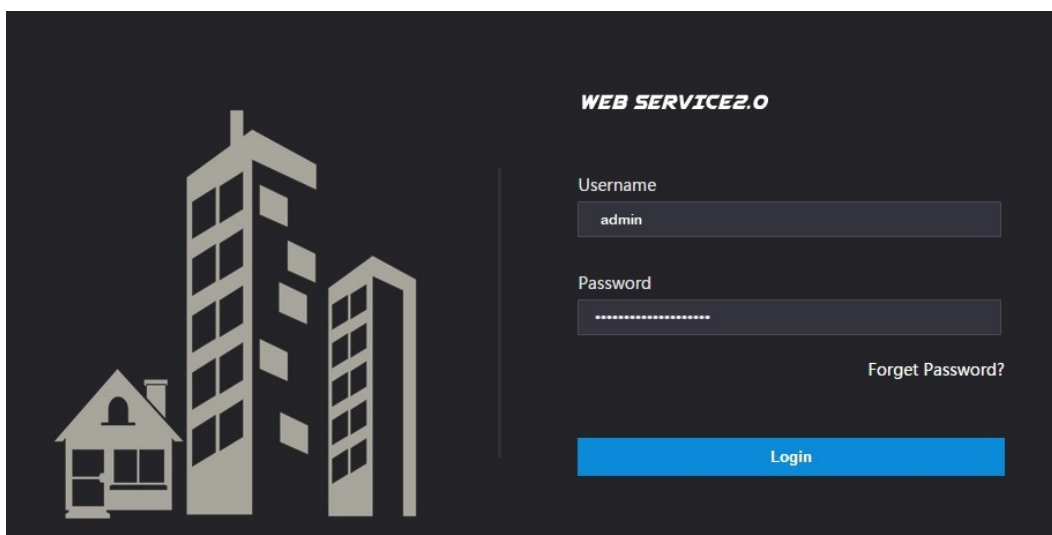 WEB SERVICE2.0
Username
admin
Password
••••••••••••••••••••
Forget Password?
Login